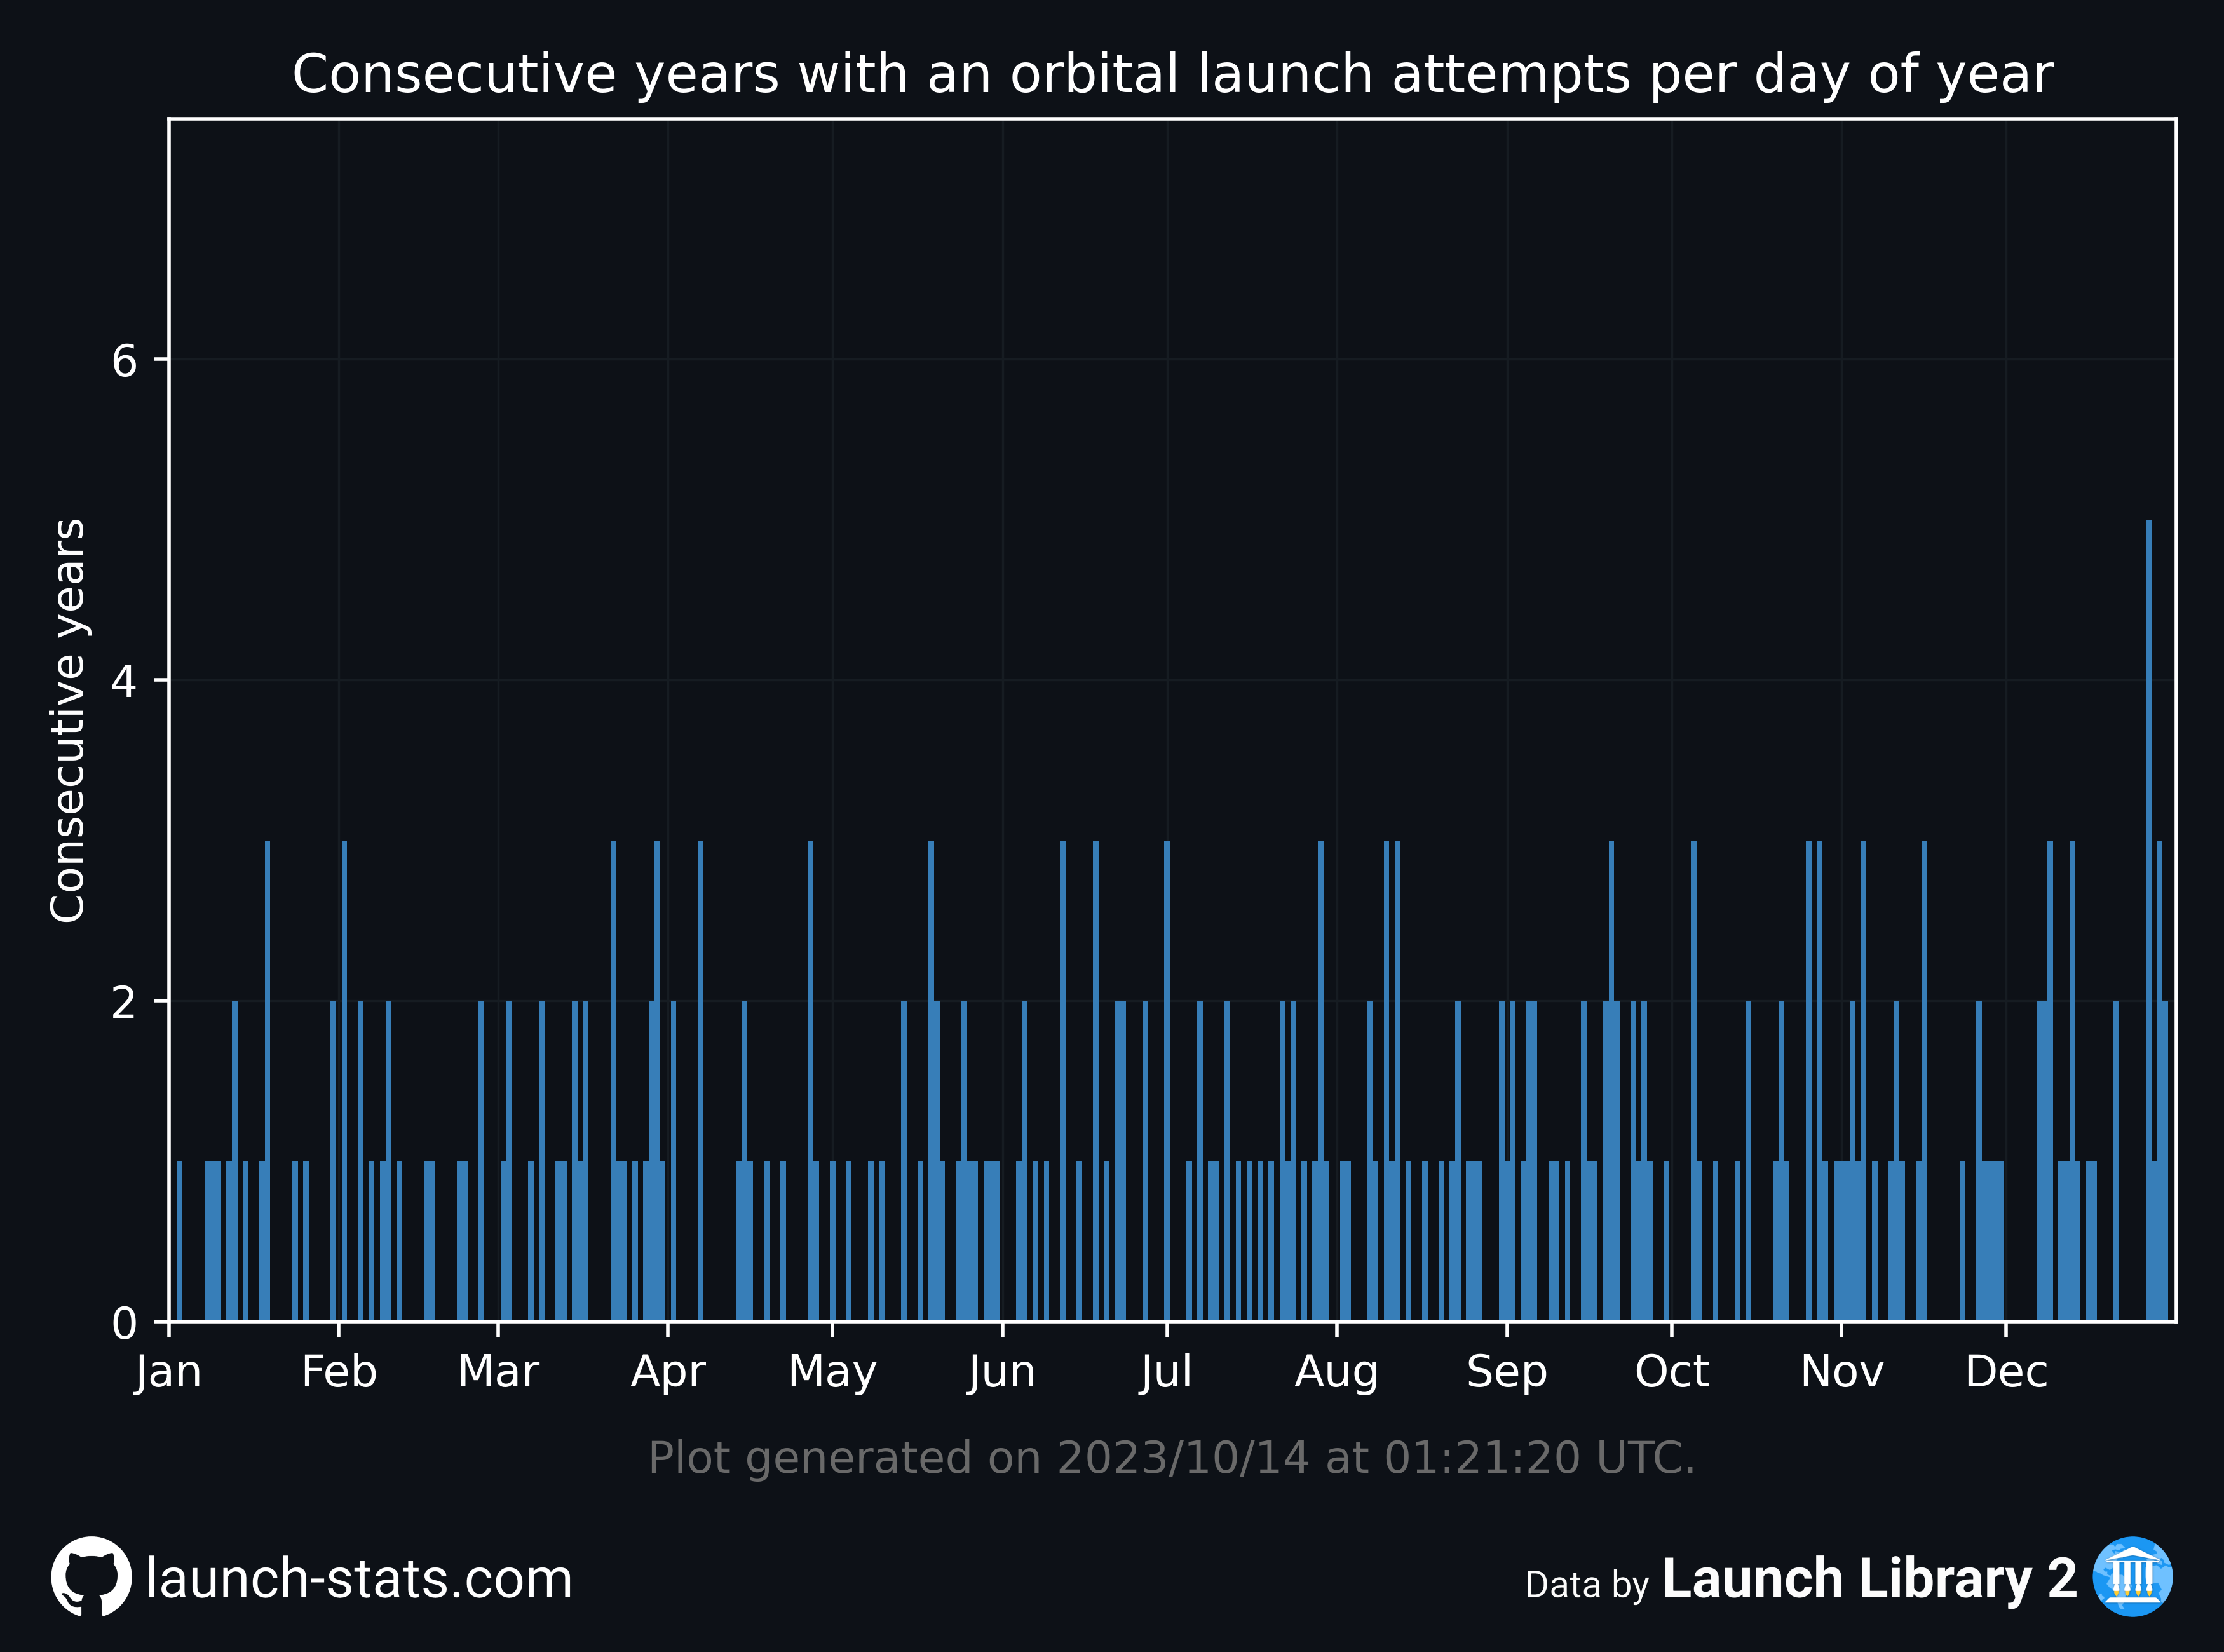 Consecutive years with an orbital launch attempts per day of year
Consecutive years
6
4
2
0
Jan Feb Mar Apr May Jun Jul Aug Sep Oct Nov Dec
Plot generated on 2023/10/14 at 01:21:20 UTC.
launch-stats.com
Data by Launch Library 2